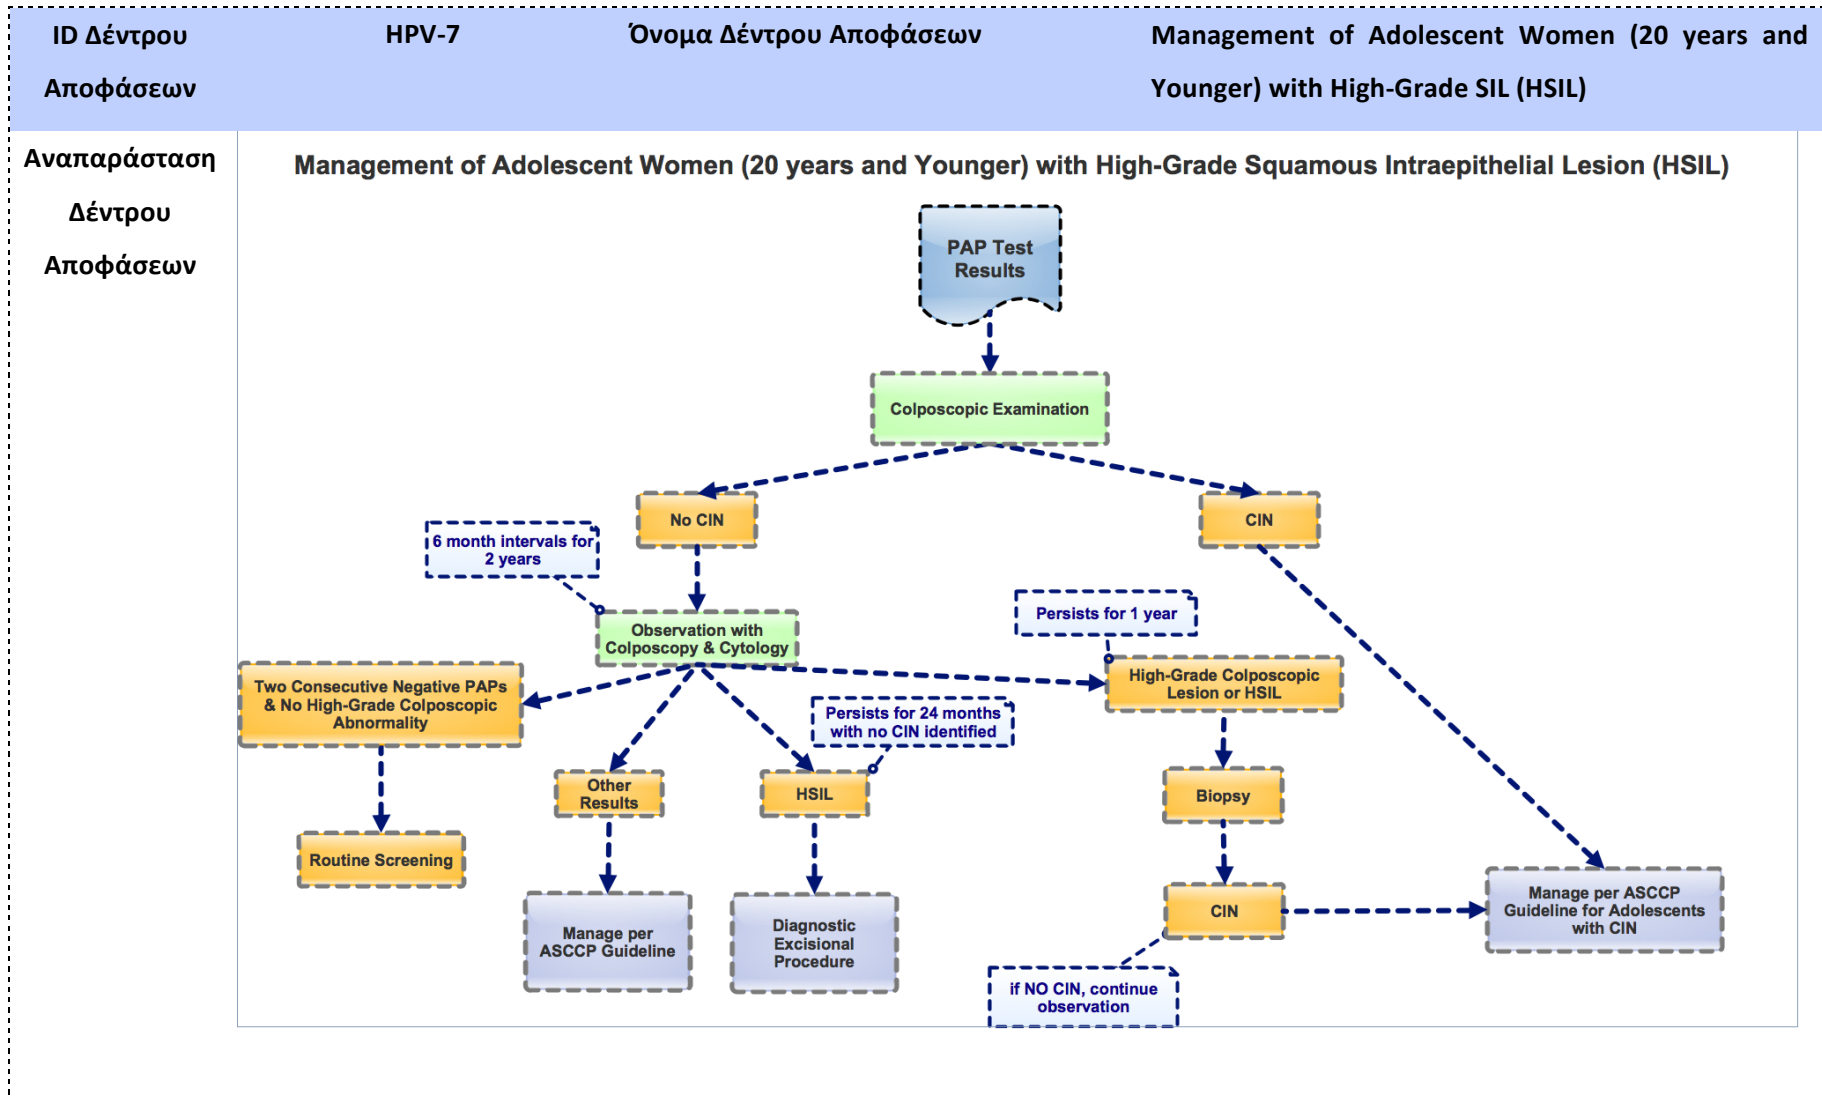 ID Δέντρου
Αποφάσεων
HPV-7
Όνομα Δέντρου Αποφάσεων
Management of Adolescent Women (20 years and
Younger) with High-Grade SIL (HSIL)
Αναπαράσταση
Δέντρου
Αποφάσεων
Management of Adolescent Women (20 years and Younger) with High-Grade Squamous Intraepithelial Lesion (HSIL)
PAP Test
Results
Colposcopic Examination
No CIN
CIN
6 month intervals for
2 years
Observation with
Colposcopy & Cytology
Persists for 1 year
High-Grade Colposcopic
Lesion or HSIL
Two Consecutive Negative PAPs
& No High-Grade Colposcopic
Abnormality
Persists for 24 months
with no CIN identified
Other
Results
HSIL
Biopsy
Routine Screening
Manage per
ASCCP Guideline
Diagnostic
Excisional
Procedure
CIN
Manage per ASCCP
Guideline for Adolescents
with CIN
if NO CIN, continue
observation